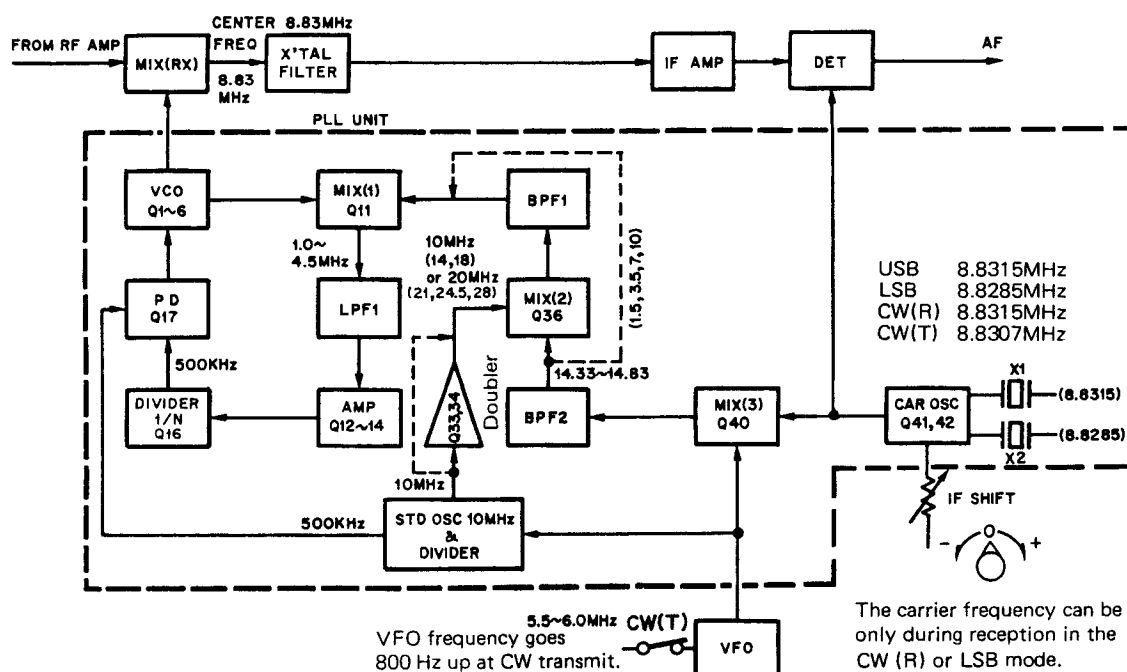 CENTER 8.83MHz
FROM RF AMP
FREQ
AF
MIX(RX)
X'TAL
FILTER
IF AMP
DET
8.83
MHz
PLL UNIT
VCO
Q1~6
MIX(1)
Q11
BPF1
1.0~
4.5MHz
10MHz
(14,18)
or 20MHz
(21,24.5,28)
(1.5,3.5,7,10)
USB 8.8315MHz
LSB 8.8285MHz
CW(R) 8.8315MHz
CW(T) 8.8307MHz
PD
Q17
LPF1
MIX(2)
Q36
500KHz
14.33~14.83
Doubler
Q33,34
DIVIDER
1/N
Q16
AMP
Q12~14
BPF2
MIX(3)
Q40
CAR OSC
Q41,42
X1
(8.8315)
(8.8285)
X2
10MHz
IF SHIFT
500KHz
STD OSC 10MHz
&
DIVIDER
- 0 +
5.5~6.0MHz
CW(T)
VFO
VFO frequency goes
800 Hz up at CW transmit.
The carrier frequency can be
only during reception in the
CW (R) or LSB mode.